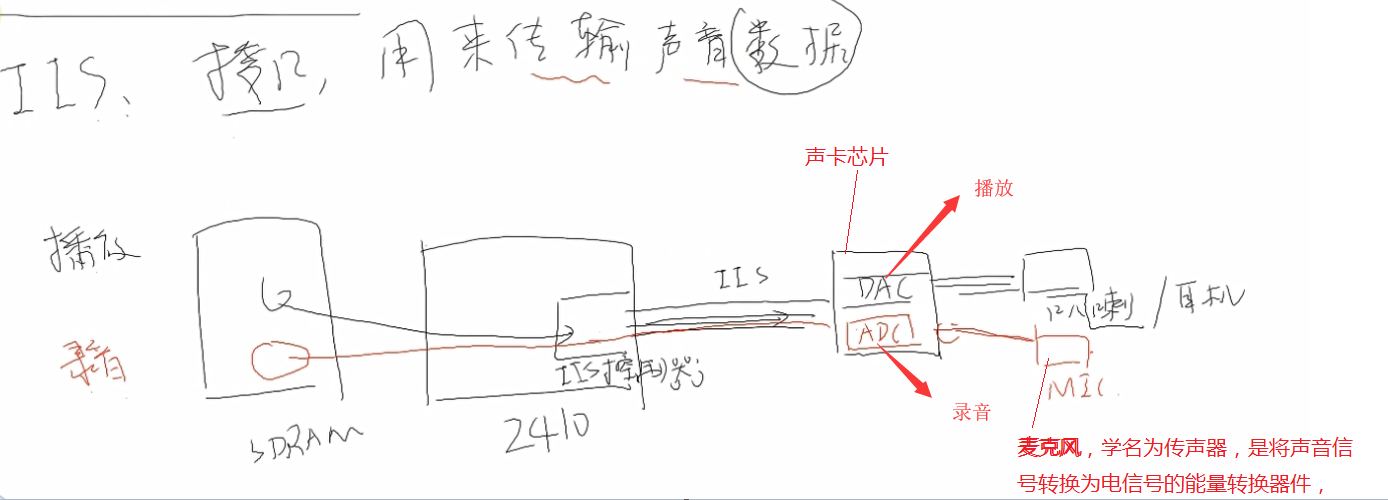 IIS、接口,用来传输声音数据
声卡芯片
播放
播放
IIS
DAC
喇叭/耳机
录音
ADC
IIS控制器
MIC
录音
SDRAM
2410
麦克风，学名为传声器，是将声音信
号转换为电信号的能量转换器件，